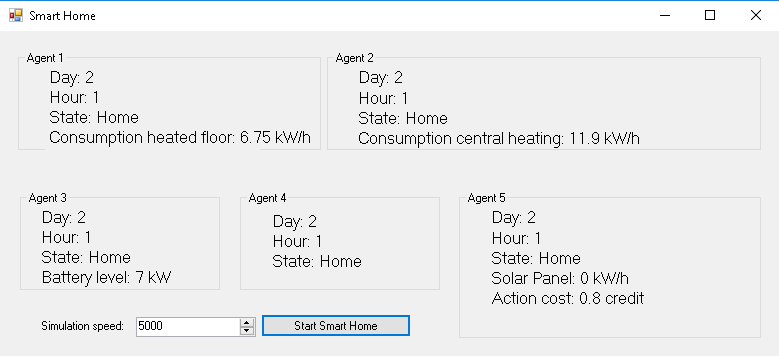 Smart Home
Agent 1
Day: 2
Hour: 1
State: Home
Consumption heated floor: 6.75 kW/h
Agent 2
Day: 2
Hour: 1
State: Home
Consumption central heating: 11.9 kW/h
Agent 3
Day: 2
Hour: 1
State: Home
Battery level: 7 kW
Agent 4
Day: 2
Hour: 1
State: Home
Agent 5
Day: 2
Hour: 1
State: Home
Solar Panel: 0 kW/h
Action cost: 0.8 credit
Simulation speed: 5000 Start Smart Home